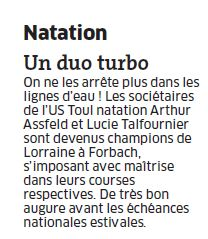 Natation
Un duo turbo
On ne les arrête plus dans les
lignes d'eau ! Les sociétaires
de l'US Toul natation Arthur
Assfeld et Lucie Talfournier
sont devenus champions de
Lorraine à Forbach,
s'imposant avec maîtrise
dans leurs courses
respectives. De très bon
augure avant les échéances
nationales estivales.